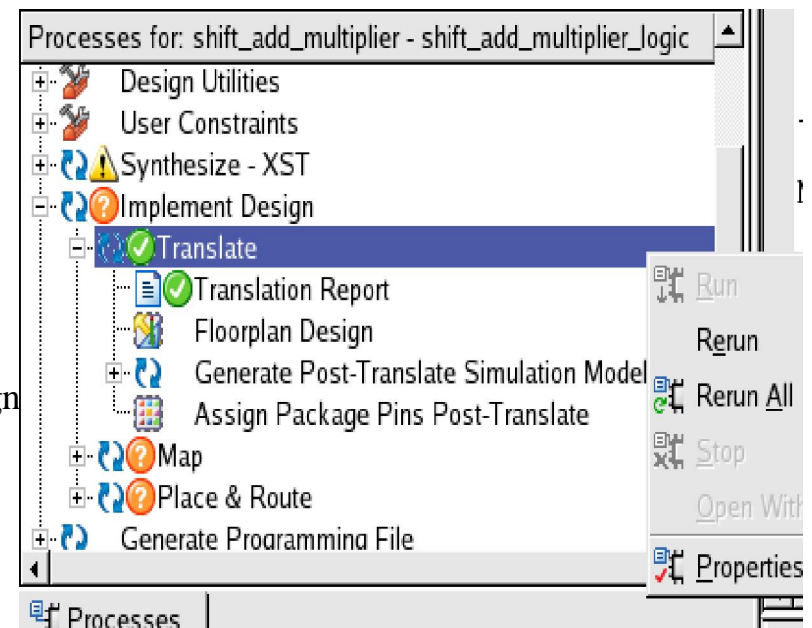 Processes for: shift_add_multiplier - shift_add_multiplier_logic
Design Utilities
User Constraints
Synthesize - XST
Implement Design
Translate
Translation Report
Floorplan Design
Generate Post-Translate Simulation Model
Assign Package Pins Post-Translate
Map
Place & Route
Generate Programming File
Run
Rerun
Rerun All
Stop
Open With
Properties
Processes